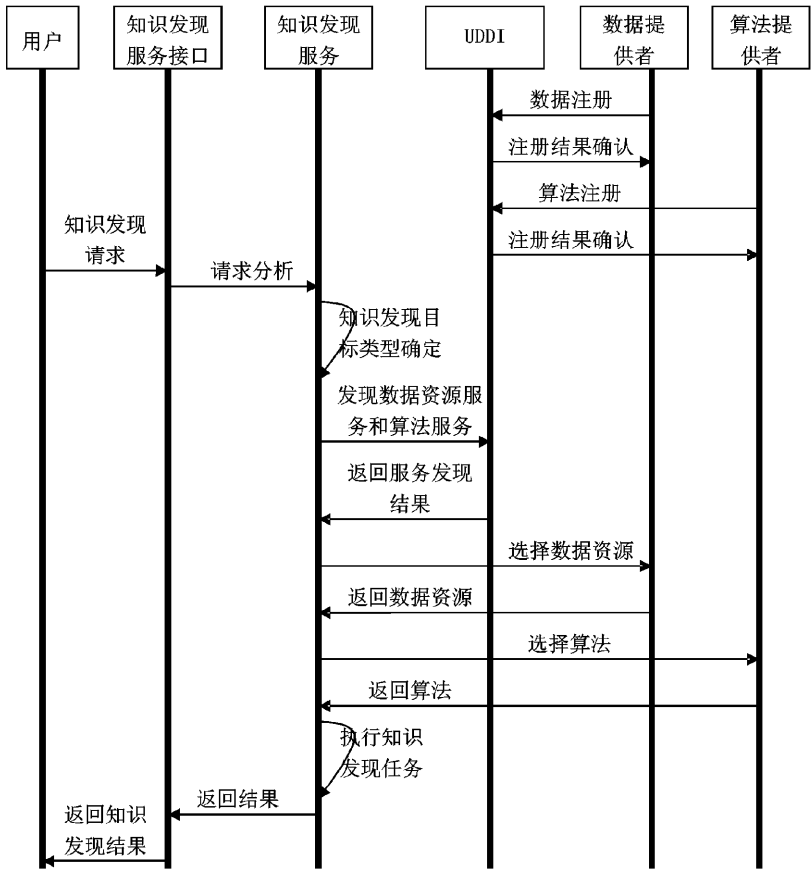 用户
知识发现
服务接口
知识发现
服务
UDDI
数据提
供者
算法提
供者
数据注册
注册结果确认
算法注册
知识发现
请求
注册结果确认
请求分析
知识发现目
标类型确定
发现数据资源服
务和算法服务
返回服务发现
结果
选择数据资源
返回数据资源
选择算法
返回算法
执行知识
发现任务
返回结果
返回知识
发现结果